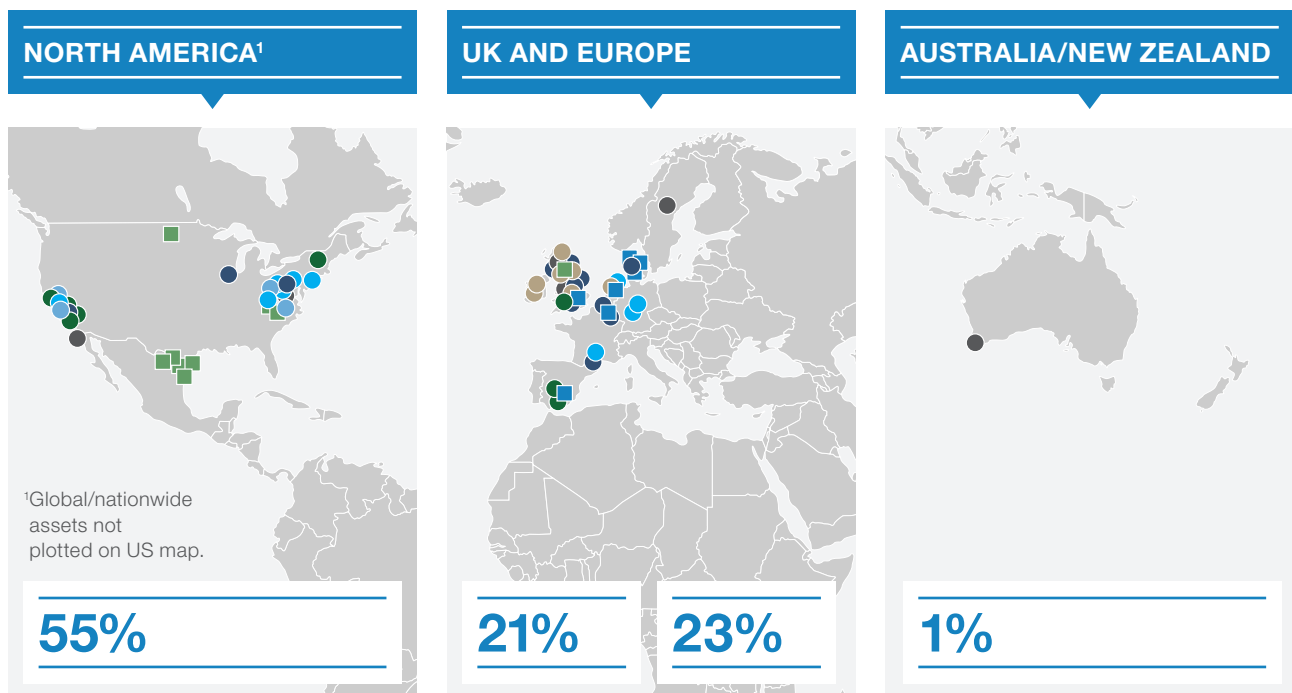 NORTH AMERICA¹
UK AND EUROPE
AUSTRALIA/NEW ZEALAND
¹Global/nationwide
assets not
plotted on US map.
55%
21%
23%
1%